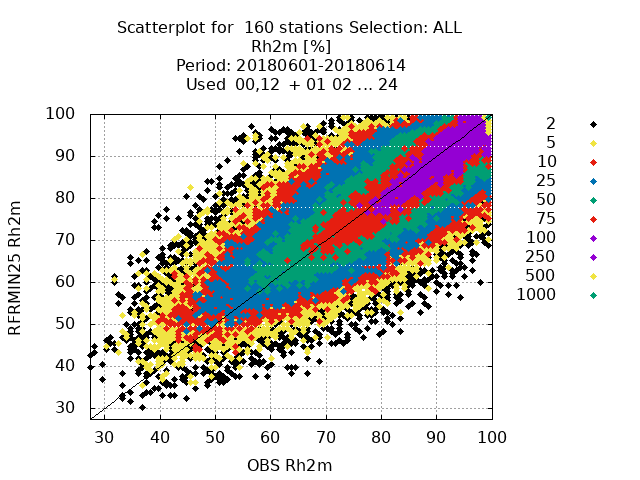 Scatterplot for  160 stations Selection: ALL
Rh2m [%]
Period: 20180601-20180614
Used  00,12  + 01 02 ... 24
RFRMIN25 Rh2m
100
90
80
70
60
50
40
30
30 40 50 60 70 80 90 100
OBS Rh2m
2
5
10
25
50
75
100
250
500
1000